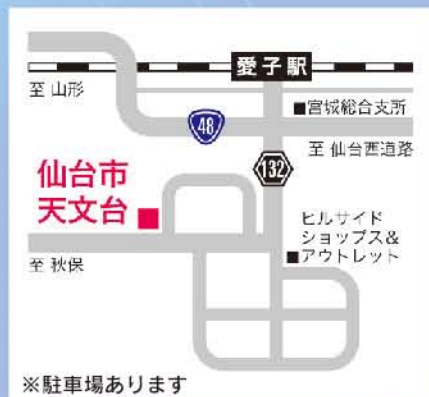 愛子駅
至 山形
■宮城総合支所
48
至 仙台西道路
132
仙台市
天文台
ヒルサイド
ショップス&
■アウトレット
至 秋保
※駐車場あります